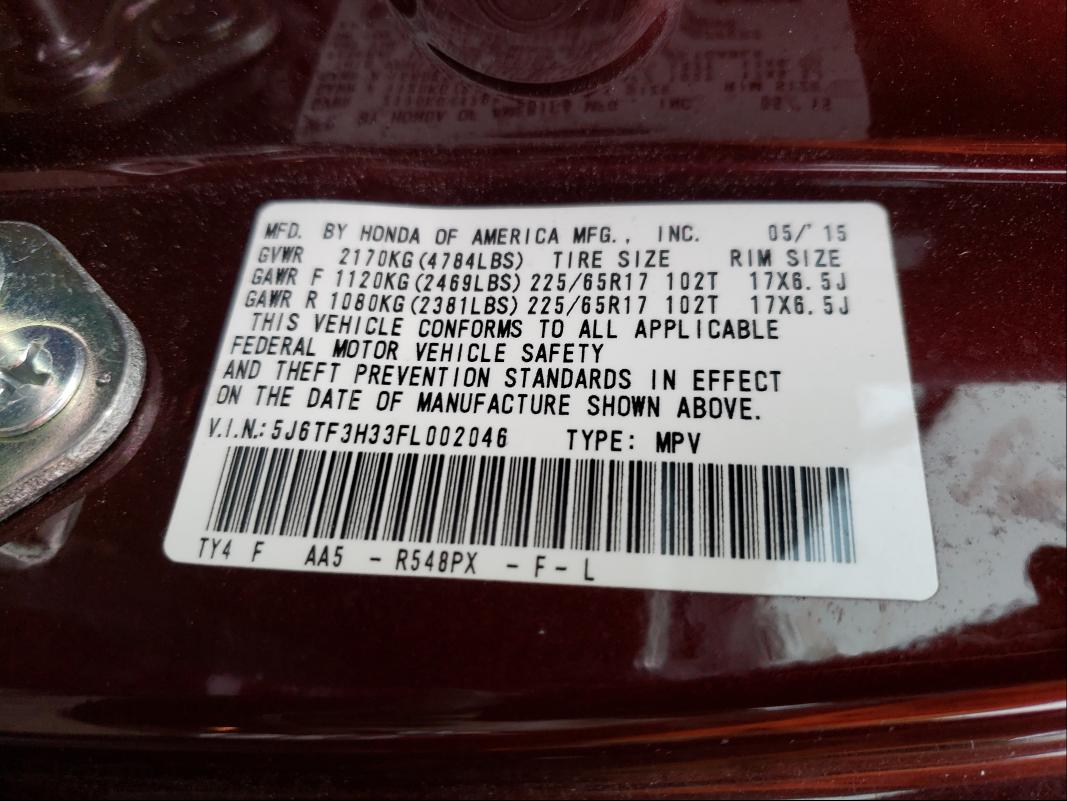 MFD. BY HONDA OF AMERICA MFG., INC. 05/'15
GVWR 2170KG(4784LBS) TIRE SIZE RIM SIZE
GAWR F 1120KG(2469LBS) 225/65R17 102T 17X6.5J
GAWR R 1080KG(2381LBS) 225/65R17 102T 17X6.5J
THIS VEHICLE CONFORMS TO ALL APPLICABLE
FEDERAL MOTOR VEHICLE SAFETY
AND THEFT PREVENTION STANDARDS IN EFFECT
ON THE DATE OF MANUFACTURE SHOWN ABOVE.
V.I.N.: 5J6TF3H33FL002046 TYPE: MPV
TY4 F AA5 - R548PX - F - L